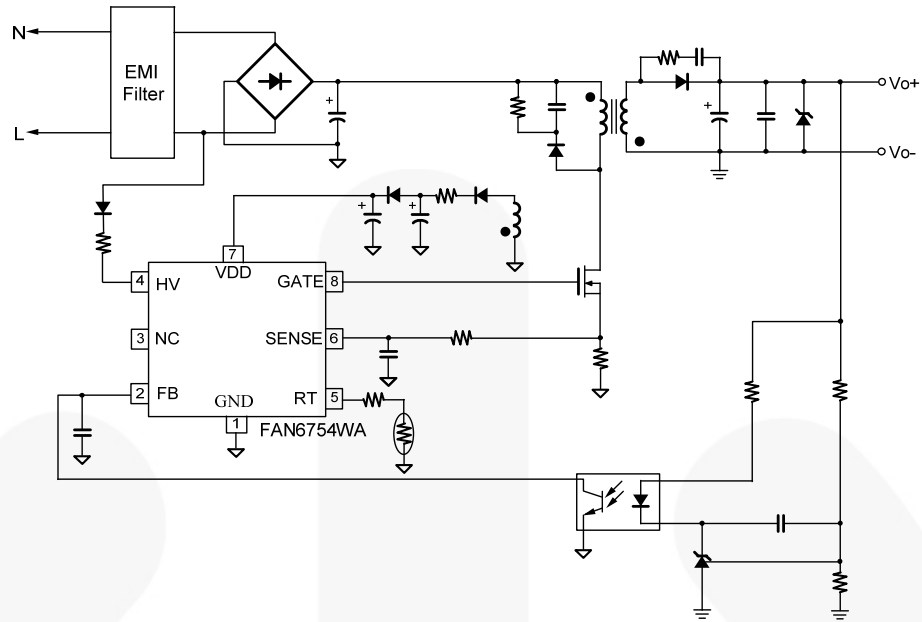 N
EMI
Filter
L
Vo+
Vo-
+
+
+
+
7
VDD
4 HV
GATE 8
3 NC
SENSE 6
2 FB
RT 5
GND
1
FAN6754WA